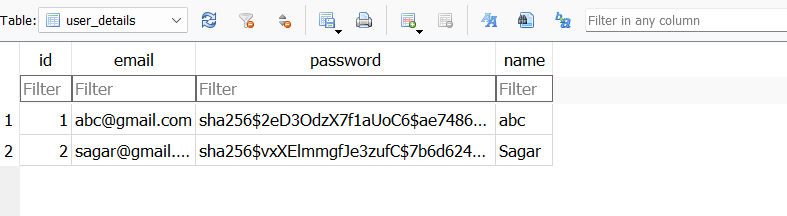 Table: user_details Filter in any column
id email password name
Filter Filter Filter Filter
1 1 abc@gmail.com sha256$2eD3OdzX7f1aUoC6$ae7486... abc
2 2 sagar@gmail.... sha256$vxXElmmgfJe3zufC$7b6d624... Sagar